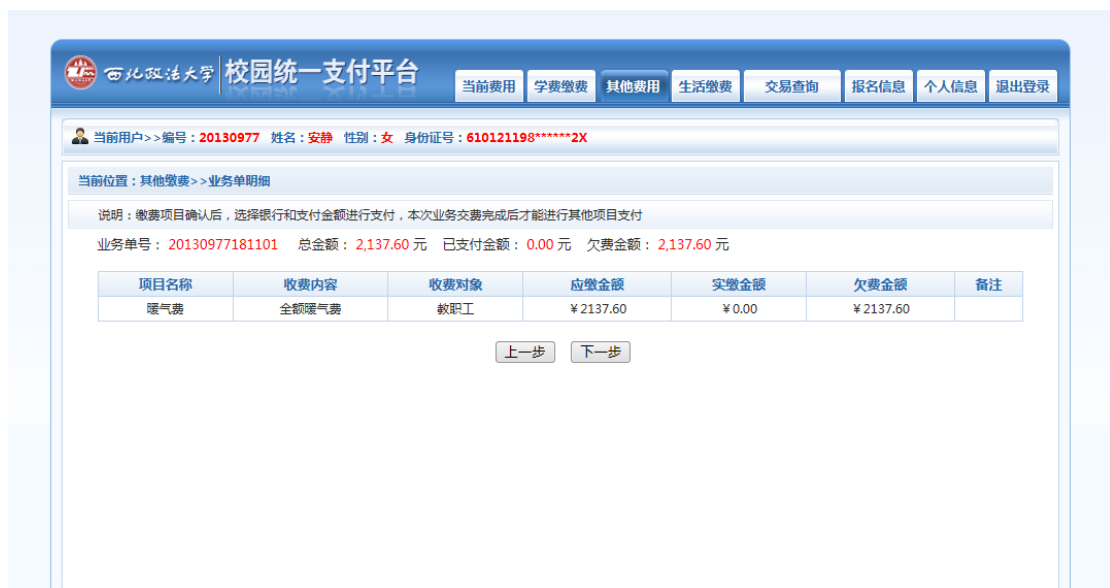 西北政法大学 校园统一支付平台
当前费用 学费缴费 其他费用 生活缴费 交易查询 报名信息 个人信息 退出登录
当前用户>>编号：20130977 姓名：安静 性别：女 身份证号：610121198******2X
当前位置：其他缴费>>业务单明细
说明：缴费项目确认后，选择银行和支付金额进行支付，本次业务交费完成后才能进行其他项目支付
业务单号： 20130977181101 总金额： 2,137.60 元 已支付金额： 0.00 元 欠费金额： 2,137.60 元
项目名称 收费内容 收费对象 应缴金额 实缴金额 欠费金额 备注
暖气费 全额暖气费 教职工 ￥2137.60 ￥0.00 ￥2137.60
上一步 下一步